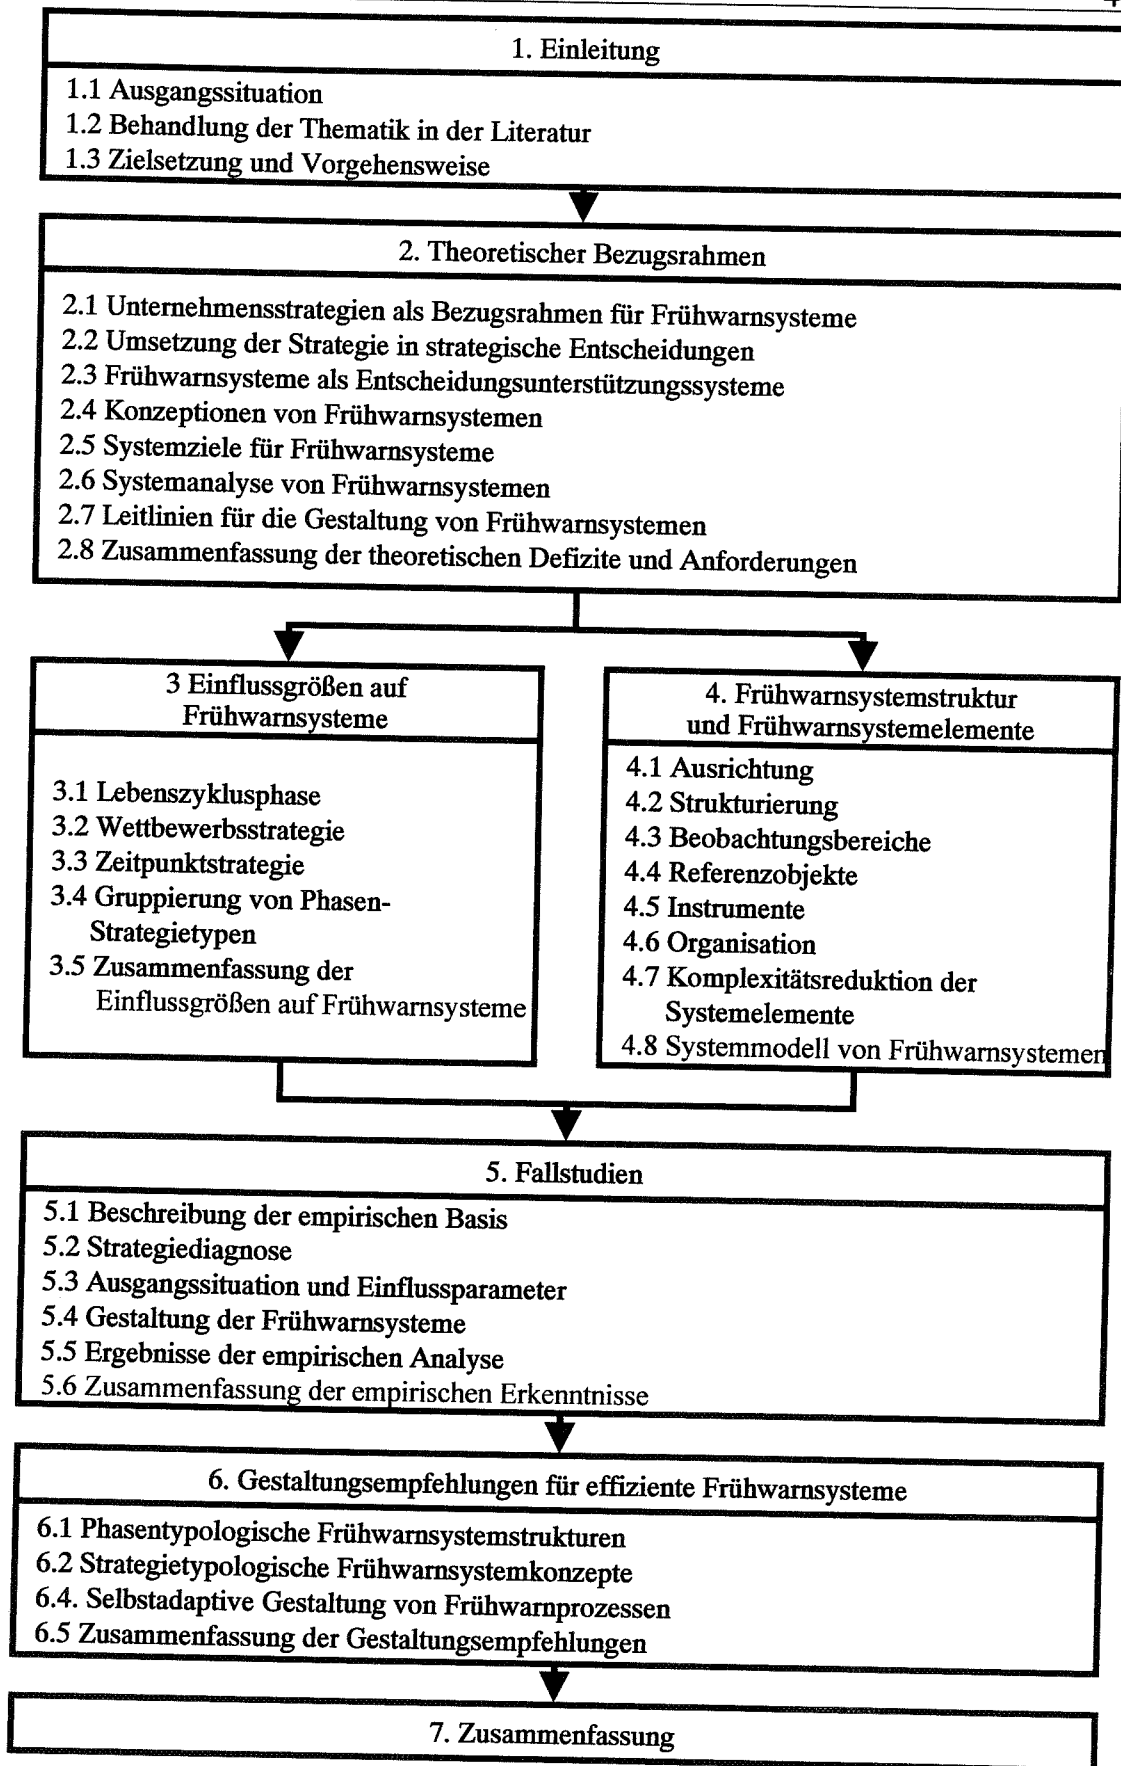 4
1. Einleitung
1.1 Ausgangssituation
1.2 Behandlung der Thematik in der Literatur
1.3 Zielsetzung und Vorgehensweise
2. Theoretischer Bezugsrahmen
2.1 Unternehmensstrategien als Bezugsrahmen für Frühwarnsysteme
2.2 Umsetzung der Strategie in strategische Entscheidungen
2.3 Frühwarnsysteme als Entscheidungsunterstützungssysteme
2.4 Konzeptionen von Frühwarnsystemen
2.5 Systemziele für Frühwarnsysteme
2.6 Systemanalyse von Frühwarnsystemen
2.7 Leitlinien für die Gestaltung von Frühwarnsystemen
2.8 Zusammenfassung der theoretischen Defizite und Anforderungen
3 Einflussgrößen auf
Frühwarnsysteme
3.1 Lebenszyklusphase
3.2 Wettbewerbsstrategie
3.3 Zeitpunktstrategie
3.4 Gruppierung von Phasen-
Strategietypen
3.5 Zusammenfassung der
Einflussgrößen auf Frühwarnsysteme
4. Frühwarnsystemstruktur
und Frühwarnsystemelemente
4.1 Ausrichtung
4.2 Strukturierung
4.3 Beobachtungsbereiche
4.4 Referenzobjekte
4.5 Instrumente
4.6 Organisation
4.7 Komplexitätsreduktion der
Systemelemente
4.8 Systemmodell von Frühwarnsystemen
5. Fallstudien
5.1 Beschreibung der empirischen Basis
5.2 Strategiediagnose
5.3 Ausgangssituation und Einflussparameter
5.4 Gestaltung der Frühwarnsysteme
5.5 Ergebnisse der empirischen Analyse
5.6 Zusammenfassung der empirischen Erkenntnisse
6. Gestaltungsempfehlungen für effiziente Frühwarnsysteme
6.1 Phasentypologische Frühwarnsystemstrukturen
6.2 Strategietypologische Frühwarnsystemkonzepte
6.4. Selbstadaptive Gestaltung von Frühwarnprozessen
6.5 Zusammenfassung der Gestaltungsempfehlungen
7. Zusammenfassung